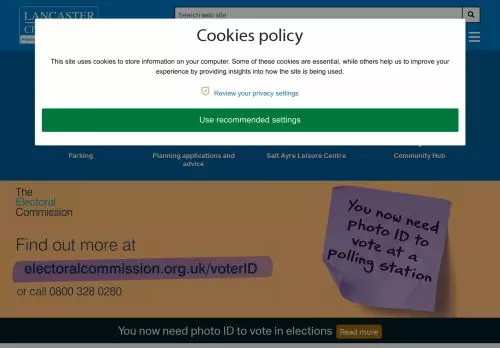 LANCASTER
Search web site
Cookies policy
This site uses cookies to store information on your computer. Some of these cookies are essential, while others help us to improve your
experience by providing insights into how the site is being used.
Review your privacy settings
Use recommended settings
Parking
Planning applications and
advice
Salt Ayre Leisure Centre
Community Hub
The
Electoral
Commission
Find out more at
electoralcommission.org.uk/voterID
or call 0800 328 0280
You now need
photo ID to
vote at a
polling station
You now need photo ID to vote in elections
Read more